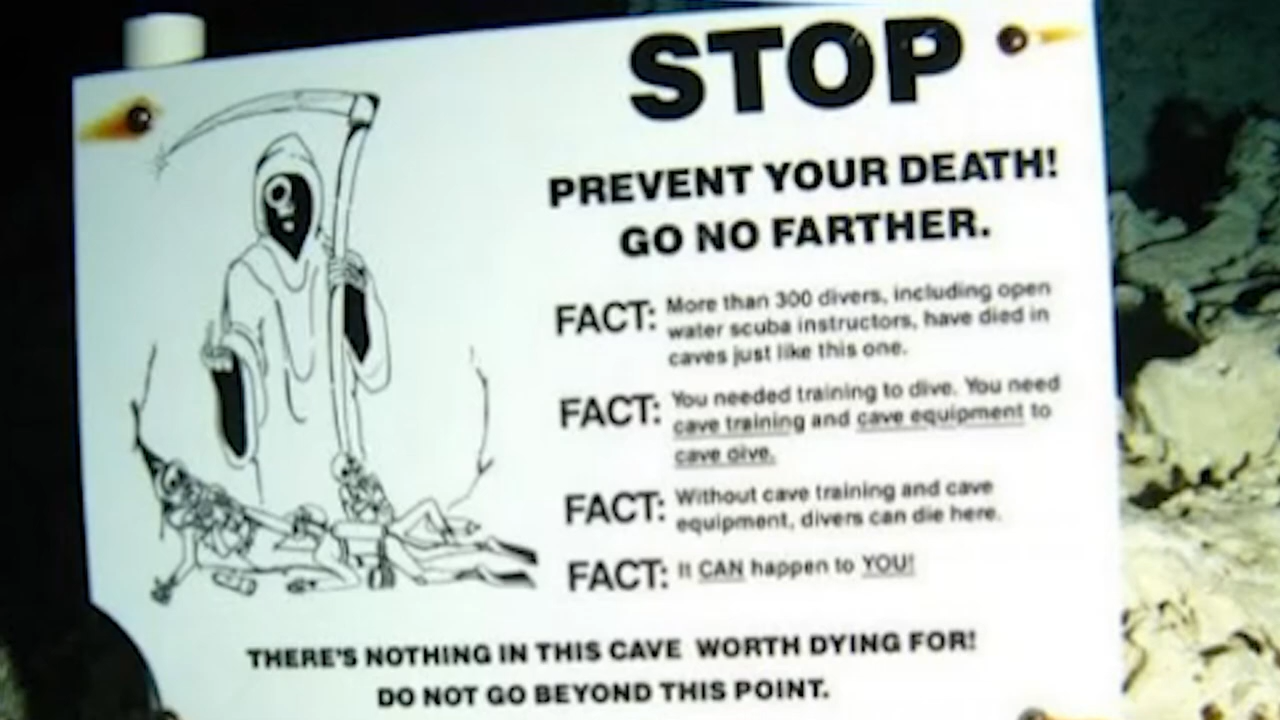 STOP
PREVENT YOUR DEATH!
GO NO FARTHER.
FACT: More than 300 divers, including open
water scuba instructors, have died in
caves just like this one.
FACT: You needed training to dive. You need
cave training and cave equipment to
cave dive.
FACT: Without cave training and cave
equipment, divers can die here.
FACT: It CAN happen to YOU!
THERE'S NOTHING IN THIS CAVE WORTH DYING FOR!
DO NOT GO BEYOND THIS POINT.